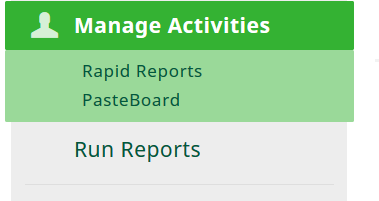 Manage Activities
Rapid Reports
PasteBoard
Run Reports